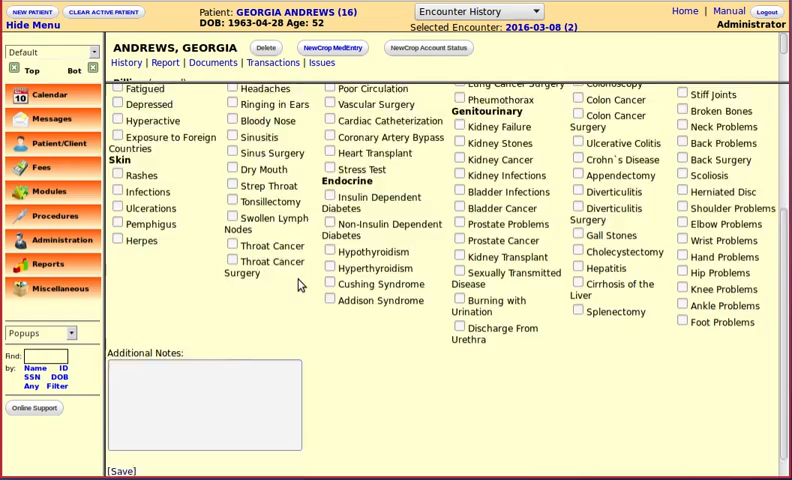 NEW PATIENT
CLEAR ACTIVE PATIENT
Hide Menu
Patient: GEORGIA ANDREWS (16)
DOB: 1963-04-28 Age: 52
Encounter History
Selected Encounter: 2016-03-08 (2)
Home | Manual
Logout
Administrator
Default
Top
Bot
Calendar
Messages
Patient/Client
Fees
Modules
Procedures
Administration
Reports
Miscellaneous
Popups
Find:
by: Name ID
SSN DOB
Any Filter
Online Support
ANDREWS, GEORGIA
Delete
NewCrop MedEntry
NewCrop Account Status
History | Report | Documents | Transactions | Issues
Fatigued
Depressed
Hyperactive
Exposure to Foreign
Countries
Skin
Rashes
Infections
Ulcerations
Pemphigus
Herpes
Headaches
Ringing in Ears
Bloody Nose
Sinusitis
Sinus Surgery
Dry Mouth
Strep Throat
Tonsillectomy
Swollen Lymph
Nodes
Throat Cancer
Throat Cancer
Surgery
Poor Circulation
Vascular Surgery
Cardiac Catheterization
Coronary Artery Bypass
Heart Transplant
Stress Test
Endocrine
Insulin Dependent
Diabetes
Non-Insulin Dependent
Diabetes
Hypothyroidism
Hyperthyroidism
Cushing Syndrome
Addison Syndrome
Lung Cancer Surgery
Pheumothorax
Genitourinary
Kidney Failure
Kidney Stones
Kidney Cancer
Kidney Infections
Bladder Infections
Bladder Cancer
Prostate Problems
Prostate Cancer
Kidney Transplant
Sexually Transmitted
Disease
Burning with
Urination
Discharge From
Urethra
Colonoscopy
Colon Cancer
Colon Cancer
Surgery
Ulcerative Colitis
Crohn`s Disease
Appendectomy
Diverticulitis
Diverticulitis
Surgery
Gall Stones
Cholecystectomy
Hepatitis
Cirrhosis of the
Liver
Splenectomy
Stiff Joints
Broken Bones
Neck Problems
Back Problems
Back Surgery
Scoliosis
Herniated Disc
Shoulder Problems
Elbow Problems
Wrist Problems
Hand Problems
Hip Problems
Knee Problems
Ankle Problems
Foot Problems
Additional Notes:
[Save]